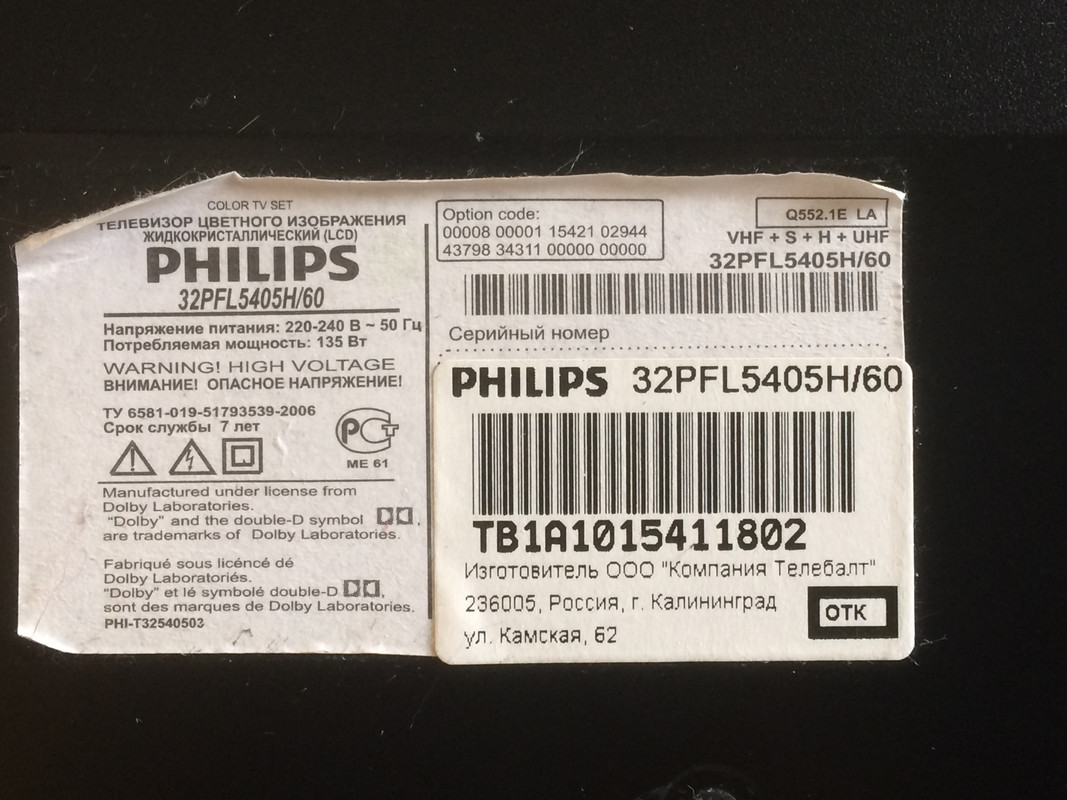 COLOR TV SET
ТЕЛЕВИЗОР ЦВЕТНОГО ИЗОБРАЖЕНИЯ
ЖИДКОКРИСТАЛЛИЧЕСКИЙ (LCD)
PHILIPS
32PFL5405H/60
Напряжение питания: 220-240 В ~ 50 Гц
Потребляемая мощность: 135 Вт
WARNING! HIGH VOLTAGE
ВНИМАНИЕ! ОПАСНОЕ НАПРЯЖЕНИЕ!
ТУ 6581-019-51793539-2006
Срок службы 7 лет
РСТ
ME 61
Manufactured under license from
Dolby Laboratories.
"Dolby" and the double-D symbol ,
are trademarks of Dolby Laboratories.
Fabriqué sous licéncé dé
Dolby Laboratoriés.
"Dolby" et lé symbolé double-D ,
sont des marques de Dolby Laboratories.
PHI-T32540503
Option code:
00008 00001 15421 02944
43798 34311 00000 00000
Q552.1E LA
VHF + S + H + UHF
32PFL5405H/60
Серийный номер
PHILIPS 32PFL5405H/60
TB1A1015411802
Изготовитель ООО "Компания Телебалт"
236005, Россия, г. Калининград
ул. Камская, 62
ОТК